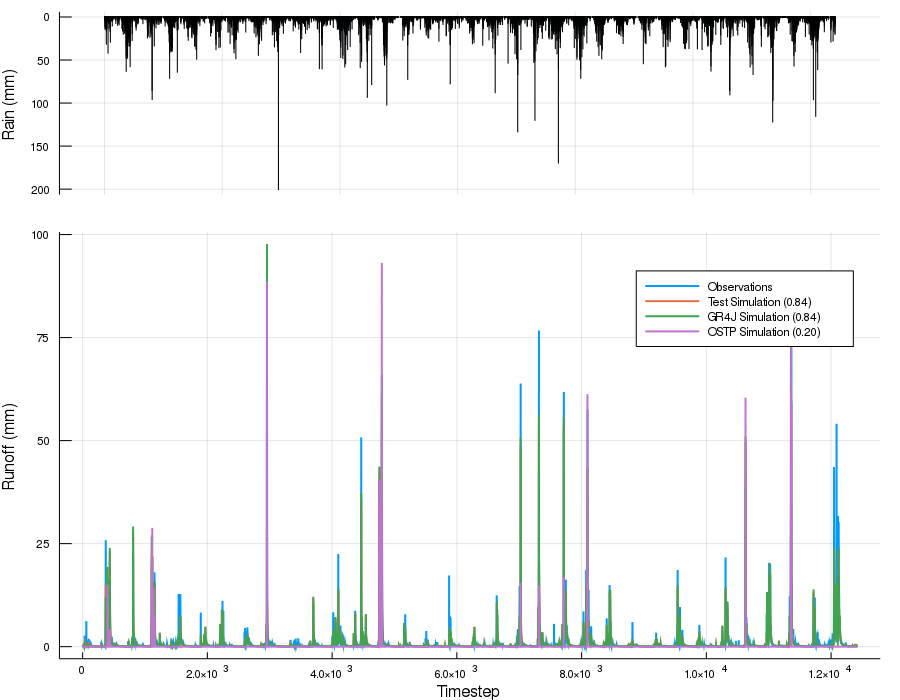 0
50
100
150
200
Rain (mm)
100
75
50
25
0
Runoff (mm)
Observations
Test Simulation (0.84)
GR4J Simulation (0.84)
OSTP Simulation (0.20)
0
2.0×10 3
4.0×10 3
6.0×10 3
8.0×10 3
1.0×10 4
1.2×10 4
Timestep